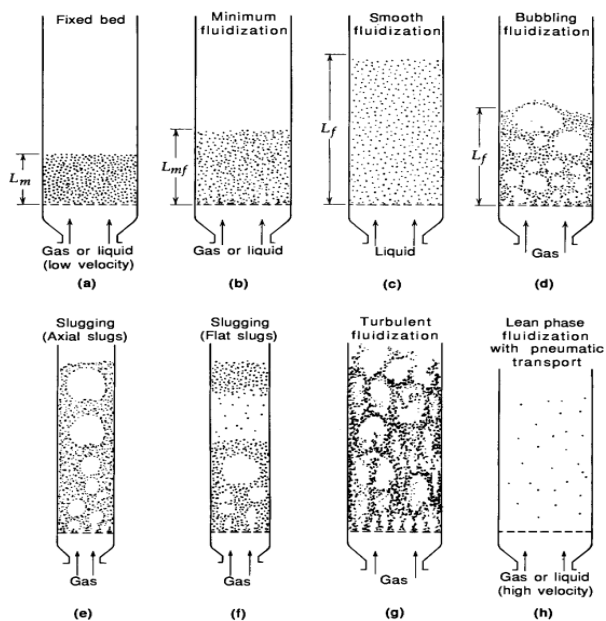 Fixed bed
L_m
Gas or liquid
(low velocity)
(a)
Minimum
fluidization
L_mf
Gas or liquid
(b)
Smooth
fluidization
L_f
Liquid
(c)
Bubbling
fluidization
L_f
Gas
(d)
Slugging
(Axial slugs)
Gas
(e)
Slugging
(Flat slugs)
Gas
(f)
Turbulent
fluidization
Gas
(g)
Lean phase
fluidization
with pneumatic
transport
Gas or liquid
(high velocity)
(h)